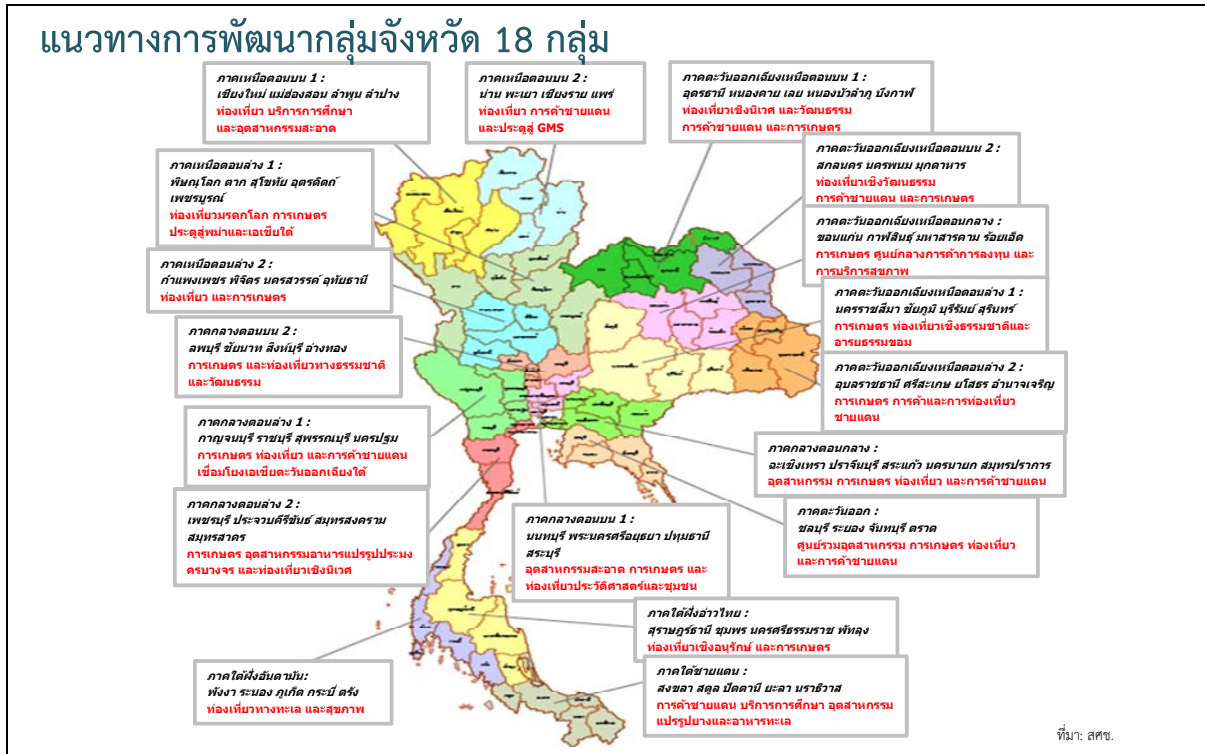 แนวทางการพัฒนากลุ่มจังหวัด 18 กลุ่ม
ภาคเหนือตอนบน 1 :
เชียงใหม่ แม่ฮ่องสอน ลำพูน ลำปาง
ท่องเที่ยว บริการการศึกษา
และอุตสาหกรรมสะอาด
ภาคเหนือตอนบน 2 :
น่าน พะเยา เชียงราย แพร่
ท่องเที่ยว การค้าชายแดน
และประตูสู่ GMS
ภาคตะวันออกเฉียงเหนือตอนบน 1 :
อุดรธานี หนองคาย เลย หนองบัวลำภู บึงกาฬ
ท่องเที่ยวเชิงนิเวศ และวัฒนธรรม
การค้าชายแดน และการเกษตร
ภาคตะวันออกเฉียงเหนือตอนบน 2 :
สกลนคร นครพนม มุกดาหาร
ท่องเที่ยวเชิงวัฒนธรรม
การค้าชายแดน และการเกษตร
ภาคเหนือตอนล่าง 1 :
พิษณุโลก ตาก สุโขทัย อุตรดิตถ์
เพชรบูรณ์
ท่องเที่ยวมรดกโลก การเกษตร
ประตูสู่พม่าและเอเชียใต้
ภาคตะวันออกเฉียงเหนือตอนกลาง :
ขอนแก่น กาฬสินธุ์ มหาสารคาม ร้อยเอ็ด
การเกษตร ศูนย์กลางการค้าการลงทุน และ
การบริการสุขภาพ
ภาคเหนือตอนล่าง 2 :
กำแพงเพชร พิจิตร นครสวรรค์ อุทัยธานี
ท่องเที่ยว และการเกษตร
ภาคตะวันออกเฉียงเหนือตอนล่าง 1 :
นครราชสีมา ชัยภูมิ บุรีรัมย์ สุรินทร์
การเกษตร ท่องเที่ยวเชิงธรรมชาติและ
อารยธรรมขอม
ภาคกลางตอนบน 2 :
ลพบุรี ชัยนาท สิงห์บุรี อ่างทอง
การเกษตร และท่องเที่ยวทางธรรมชาติ
และวัฒนธรรม
ภาคตะวันออกเฉียงเหนือตอนล่าง 2 :
อุบลราชธานี ศรีสะเกษ ยโสธร อำนาจเจริญ
การเกษตร การค้าและการท่องเที่ยว
ชายแดน
ภาคกลางตอนล่าง 1 :
กาญจนบุรี ราชบุรี สุพรรณบุรี นครปฐม
การเกษตร ท่องเที่ยว และการค้าชายแดน
เชื่อมโยงเอเชียตะวันออกเฉียงใต้
ภาคกลางตอนกลาง :
ฉะเชิงเทรา ปราจีนบุรี สระแก้ว นครนายก สมุทรปราการ
อุตสาหกรรม การเกษตร ท่องเที่ยว และการค้าชายแดน
ภาคกลางตอนล่าง 2 :
เพชรบุรี ประจวบคีรีขันธ์ สมุทรสงคราม
สมุทรสาคร
การเกษตร อุตสาหกรรมอาหารแปรรูปประมง
ครบวงจร และท่องเที่ยวเชิงนิเวศ
ภาคกลางตอนบน 1 :
นนทบุรี พระนครศรีอยุธยา ปทุมธานี
สระบุรี
อุตสาหกรรมสะอาด การเกษตร และ
ท่องเที่ยวประวัติศาสตร์และชุมชน
ภาคตะวันออก :
ชลบุรี ระยอง จันทบุรี ตราด
ศูนย์รวมอุตสาหกรรม การเกษตร ท่องเที่ยว
และการค้าชายแดน
ภาคใต้ฝั่งอ่าวไทย :
สุราษฎร์ธานี ชุมพร นครศรีธรรมราช พัทลุง
ท่องเที่ยวเชิงอนุรักษ์ และการเกษตร
ภาคใต้ฝั่งอันดามัน:
พังงา ระนอง ภูเก็ต กระบี่ ตรัง
ท่องเที่ยวทางทะเล และสุขภาพ
ภาคใต้ชายแดน :
สงขลา สตูล ปัตตานี ยะลา นราธิวาส
การค้าชายแดน บริการการศึกษา อุตสาหกรรม
แปรรูปยางและอาหารทะเล
ที่มา: สศช.